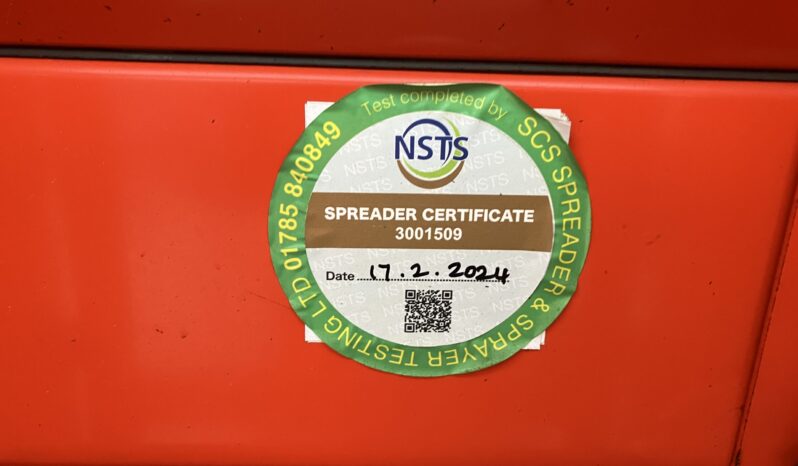 Test completed by SCS SPREADER & SPRAYER TESTING LTD 01785 840849
NSTS
SPREADER CERTIFICATE
3001509
Date 17.2.2024